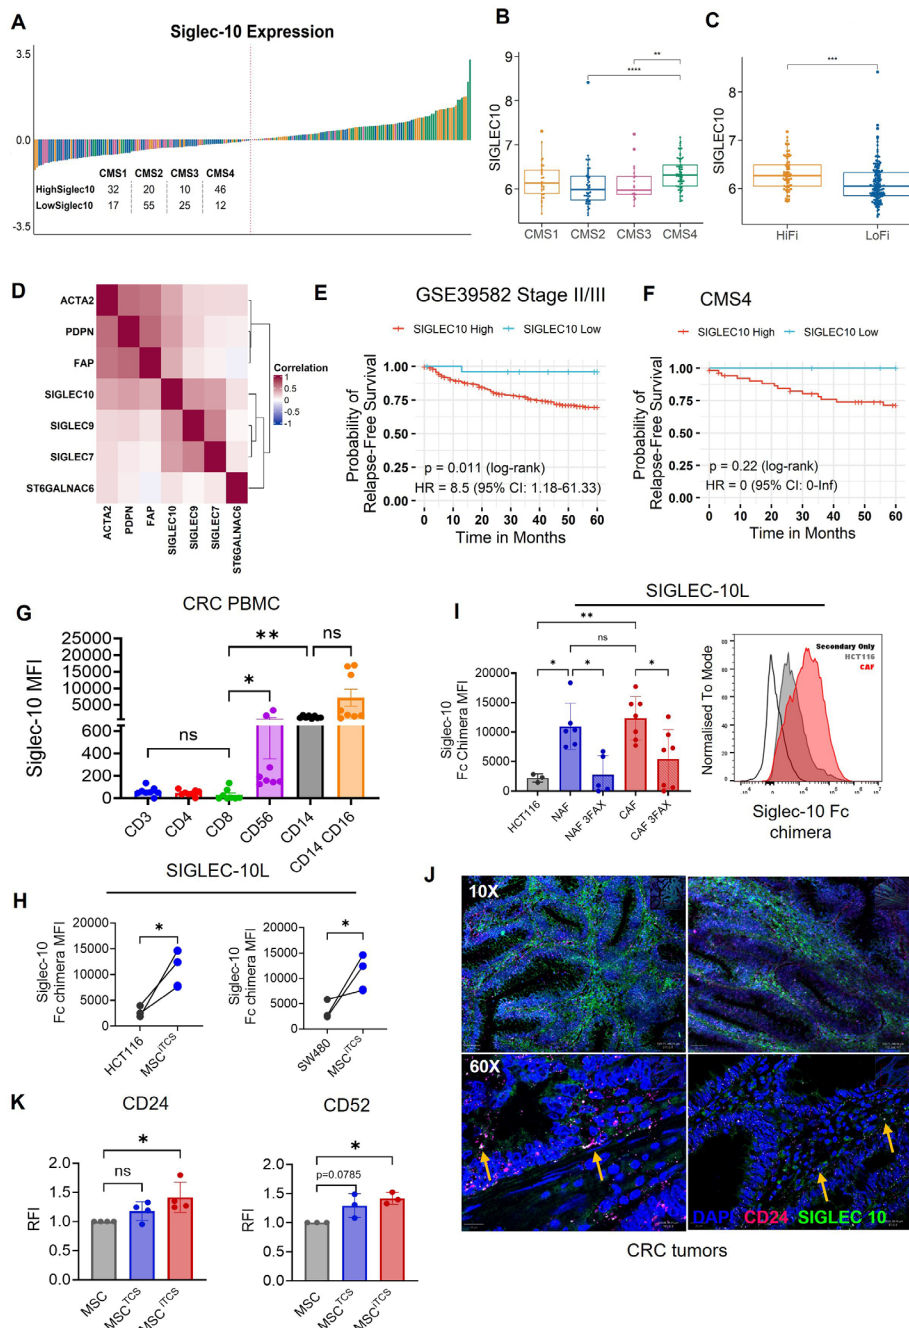 A
Siglec-10 Expression
3.5
0.0
-3.5
CMS1 CMS2 CMS3 CMS4
HighSiglec10 32 20 10 46
LowSiglec10 17 55 25 12
B
SIGLEC10
9
8
7
6
**
****
CMS1 CMS2 CMS3 CMS4
C
SIGLEC10
8
7
6
***
HiFi LoFi
D
ACTA2
PDPN
FAP
SIGLEC10
SIGLEC9
SIGLEC7
ST6GALNAC6
ACTA2 PDPN FAP SIGLEC10 SIGLEC9 SIGLEC7 ST6GALNAC6
Correlation
1
0.5
0
-0.5
-1
E
GSE39582 Stage II/III
SIGLEC10 High SIGLEC10 Low
Probability of
Relapse-Free Survival
1.00
0.75
0.50
0.25
0.00
p = 0.011 (log-rank)
HR = 8.5 (95% CI: 1.18-61.33)
0 10 20 30 40 50 60
Time in Months
F
CMS4
SIGLEC10 High SIGLEC10 Low
Probability of
Relapse-Free Survival
1.00
0.75
0.50
0.25
0.00
p = 0.22 (log-rank)
HR = 0 (95% CI: 0-Inf)
0 10 20 30 40 50 60
Time in Months
G
CRC PBMC
Siglec-10 MFI
25000
20000
15000
10000
5000
600
400
200
0
ns
*
**
ns
CD3 CD4 CD8 CD56 CD14 CD14 CD16
H
SIGLEC-10L
Siglec-10
Fc chimera MFI
20000
15000
10000
5000
0
*
HCT116 MSC^iTCS
Siglec-10
Fc chimera MFI
20000
15000
10000
5000
0
*
SW480 MSC^iTCS
I
SIGLEC-10L
Siglec-10
Fc Chimera MFI
20000
15000
10000
5000
0
**
ns
* * *
HCT116 NAF NAF 3FAX CAF CAF 3FAX
Normalised To Mode
100
80
60
40
20
0
Secondary Only
HCT116
CAF
Siglec-10 Fc
chimera
J
10X
60X
DAPI CD24 SIGLEC 10
CRC tumors
K
CD24
RFI
2.0
1.5
1.0
0.5
0.0
*
ns
MSC MSC^TCS MSC^iTCS
CD52
RFI
2.0
1.5
1.0
0.5
0.0
*
p=0.0785
MSC MSC^TCS MSC^iTCS